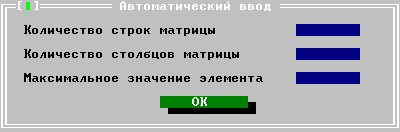 Автоматический ввод
Количество строк матрицы
Количество столбцов матрицы
Максимальное значение элемента
OK